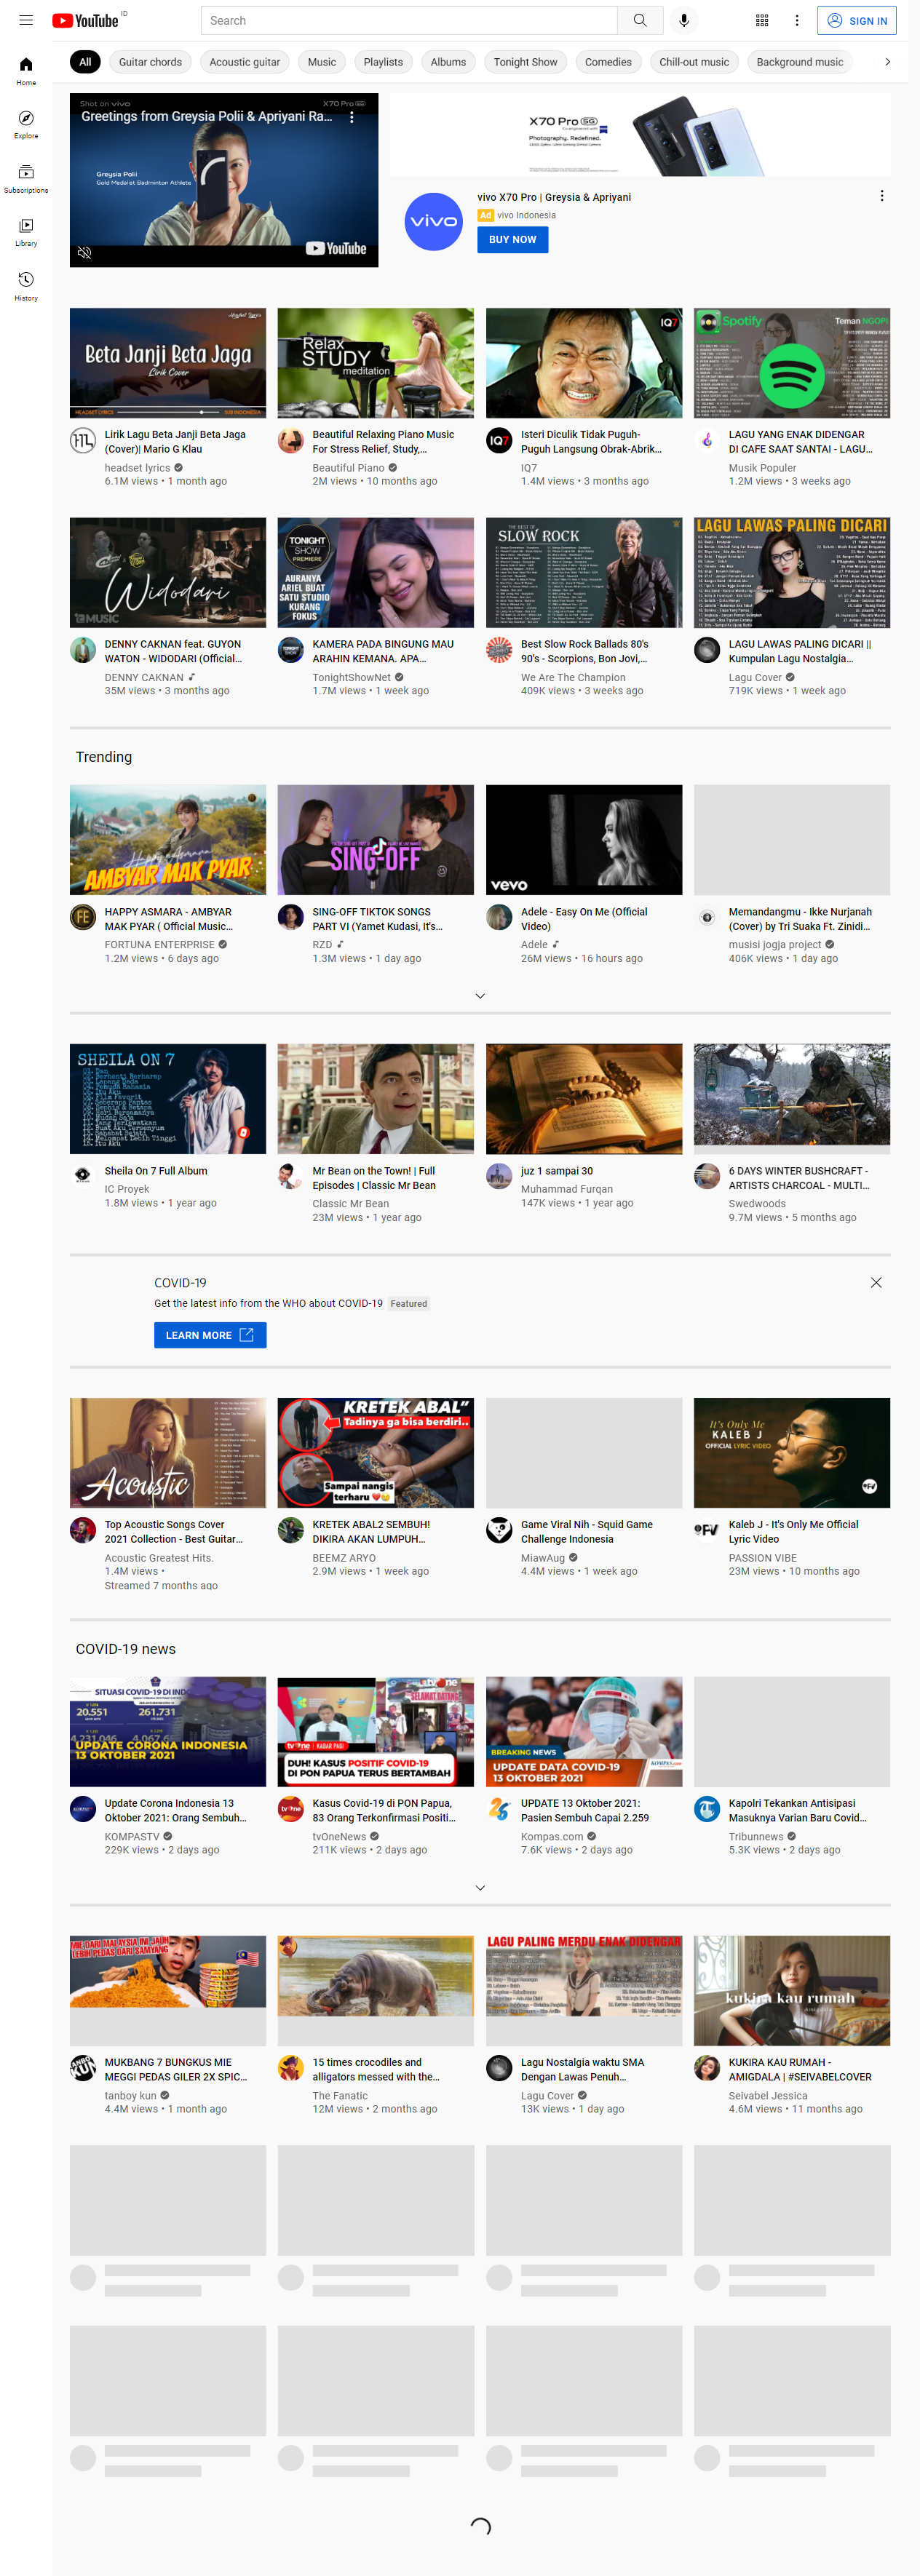 YouTube ID
Search
SIGN IN
Home
Explore
Subscriptions
Library
History
All
Guitar chords
Acoustic guitar
Music
Playlists
Albums
Tonight Show
Comedies
Chill-out music
Background music
Shot on vivo
X70 Pro 5G
Greetings from Greysia Polii & Apriyani Ra...
Greysia Polii
Gold Medalist Badminton Athlete
YouTube
X70 Pro 5G
Photography. Redefined.
vivo
vivo X70 Pro | Greysia & Apriyani
Ad vivo Indonesia
BUY NOW
Headset Lyrics
Beta Janji Beta Jaga
Lirik Cover
HEADSET LYRICS
SUB INDONESIA
Lirik Lagu Beta Janji Beta Jaga
(Cover)| Mario G Klau
headset lyrics
6.1M views • 1 month ago
Relax
STUDY
meditation
Beautiful Relaxing Piano Music
For Stress Relief, Study,...
Beautiful Piano
2M views • 10 months ago
IQ7
IQ7
Isteri Diculik Tidak Puguh-
Puguh Langsung Obrak-Abrik...
IQ7
1.4M views • 3 months ago
Spotify
Teman NGOPI
LAGU YANG ENAK DIDENGAR
DI CAFE SAAT SANTAI - LAGU...
Musik Populer
1.2M views • 3 weeks ago
Widodari
MUSIC
DENNY CAKNAN feat. GUYON
WATON - WIDODARI (Official...
DENNY CAKNAN
35M views • 3 months ago
TONIGHT
SHOW
PREMIERE
AURANYA
ARIEL BUAT
SATU STUDIO
KURANG
FOKUS
KAMERA PADA BINGUNG MAU
ARAHIN KEMANA. APA...
TonightShowNet
1.7M views • 1 week ago
THE BEST OF
SLOW ROCK
Best Slow Rock Ballads 80's
90's - Scorpions, Bon Jovi,...
We Are The Champion
409K views • 3 weeks ago
LAGU LAWAS PALING DICARI
LAGU LAWAS PALING DICARI ||
Kumpulan Lagu Nostalgia...
Lagu Cover
719K views • 1 week ago
Trending
Happy Asmara
AMBYAR MAK PYAR
FE
HAPPY ASMARA - AMBYAR
MAK PYAR ( Official Music...
FORTUNA ENTERPRISE
1.2M views • 6 days ago
SING-OFF
SING-OFF TIKTOK SONGS
PART VI (Yamet Kudasi, It's...
RZD
1.3M views • 1 day ago
vevo
Adele - Easy On Me (Official
Video)
Adele
26M views • 16 hours ago
Memandangmu - Ikke Nurjanah
(Cover) by Tri Suaka Ft. Zinidi...
musisi jogja project
406K views • 1 day ago
SHEILA ON 7
Sheila On 7 Full Album
IC Proyek
1.8M views • 1 year ago
Mr Bean on the Town! | Full
Episodes | Classic Mr Bean
Classic Mr Bean
23M views • 1 year ago
juz 1 sampai 30
Muhammad Furqan
147K views • 1 year ago
6 DAYS WINTER BUSHCRAFT -
ARTISTS CHARCOAL - MULTI...
Swedwoods
9.7M views • 5 months ago
COVID-19
Get the latest info from the WHO about COVID-19 Featured
LEARN MORE
Acoustic
Top Acoustic Songs Cover
2021 Collection - Best Guitar...
Acoustic Greatest Hits.
1.4M views •
Streamed 7 months ago
KRETEK ABAL"
Tadinya ga bisa berdiri..
Sampai nangis
terharu
KRETEK ABAL2 SEMBUH!
DIKIRA AKAN LUMPUH...
BEEMZ ARYO
2.9M views • 1 week ago
Game Viral Nih - Squid Game
Challenge Indonesia
MiawAug
4.4M views • 1 week ago
It's Only Me
KALEB J
OFFICIAL LYRIC VIDEO
Kaleb J - It's Only Me Official
Lyric Video
PASSION VIBE
23M views • 10 months ago
COVID-19 news
SITUASI COVID-19 DI INDO
20.551
261.731
4.231.046
UPDATE CORONA INDONESIA
13 OKTOBER 2021
Update Corona Indonesia 13
Oktober 2021: Orang Sembuh...
KOMPASTV
229K views • 2 days ago
tvOne
SELAMAT DATANG
tvOne KABAR PAGI
DUH! KASUS POSITIF COVID-19
DI PON PAPUA TERUS BERTAMBAH
tvOne
Kasus Covid-19 di PON Papua,
83 Orang Terkonfirmasi Positi...
tvOneNews
211K views • 2 days ago
BREAKING NEWS
KOMPAS.com
UPDATE DATA COVID-19
13 OKTOBER 2021
UPDATE 13 Oktober 2021:
Pasien Sembuh Capai 2.259
Kompas.com
7.6K views • 2 days ago
Kapolri Tekankan Antisipasi
Masuknya Varian Baru Covid...
Tribunnews
5.3K views • 2 days ago
MIE DARI MALAYSIA INI JAUH
LEBIH PEDAS DARI SAMYANG
MUKBANG 7 BUNGKUS MIE
MEGGI PEDAS GILER 2X SPIC...
tanboy kun
4.4M views • 1 month ago
15 times crocodiles and
alligators messed with the...
The Fanatic
12M views • 2 months ago
LAGU PALING MERDU ENAK DIDENGAR
Lagu Nostalgia waktu SMA
Dengan Lawas Penuh...
Lagu Cover
13K views • 1 day ago
kukira kau rumah
KUKIRA KAU RUMAH -
AMIGDALA | #SEIVABELCOVER
Seivabel Jessica
4.6M views • 11 months ago